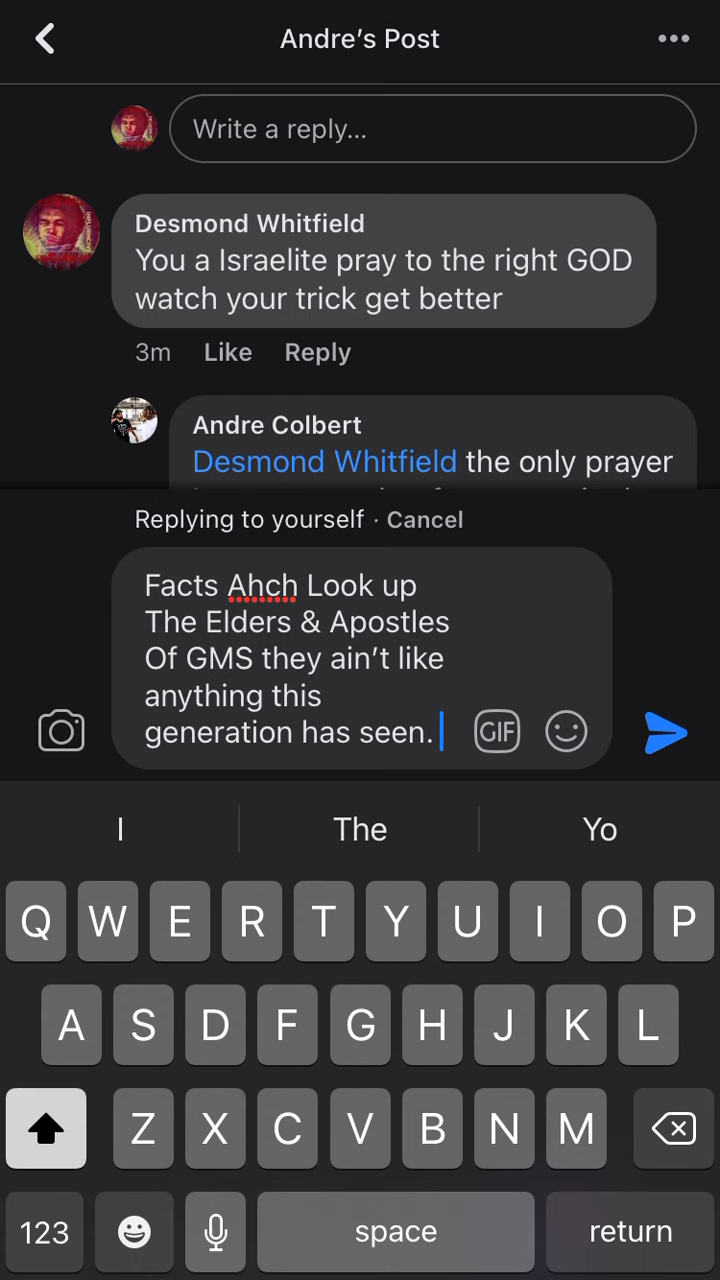 Andre's Post
Write a reply...
Desmond Whitfield
You a Israelite pray to the right GOD
watch your trick get better
3m Like Reply
Andre Colbert
Desmond Whitfield the only prayer
Replying to yourself · Cancel
Facts Ahch Look up
The Elders & Apostles
Of GMS they ain't like
anything this
generation has seen.
GIF
I The Yo
Q W E R T Y U I O P
A S D F G H J K L
Z X C V B N M
123 space return